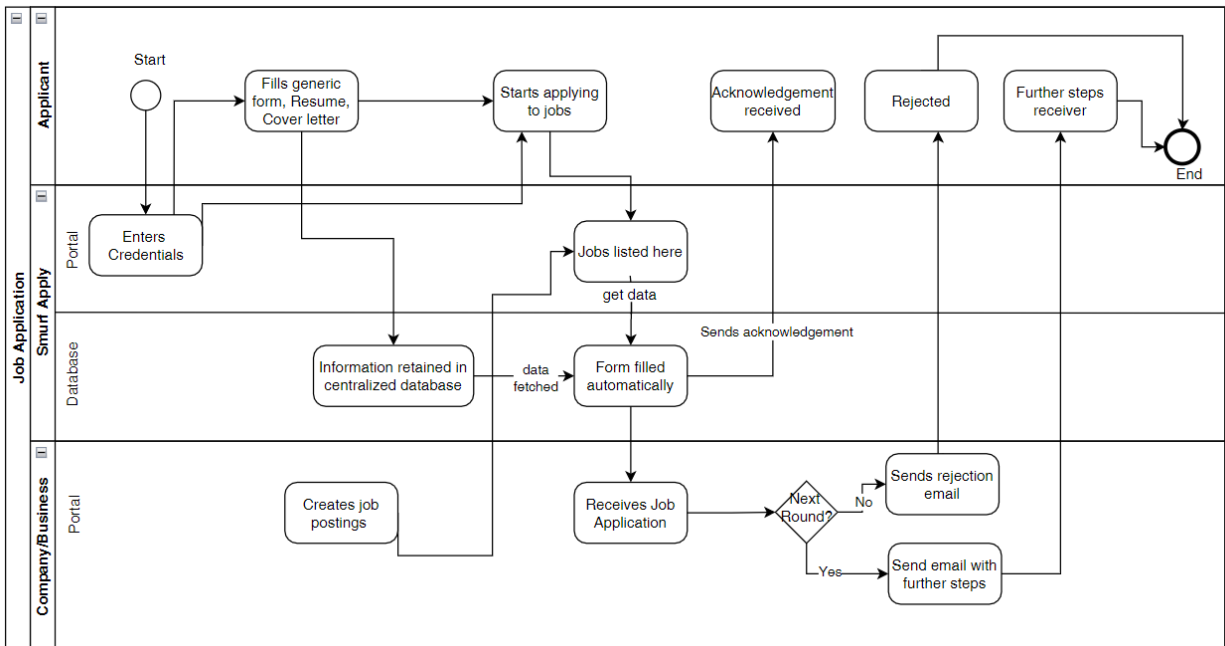 Job Application
Applicant
Start
Fills generic
form, Resume,
Cover letter
Starts applying
to jobs
Acknowledgement
received
Rejected
Further steps
receiver
End
Smurf Apply
Portal
Enters
Credentials
Jobs listed here
get data
Database
Information retained in
centralized database
data
fetched
Form filled
automatically
Sends acknowledgement
Company/Business
Portal
Creates job
postings
Receives Job
Application
Next
Round?
No
Sends rejection
email
Yes
Send email with
further steps